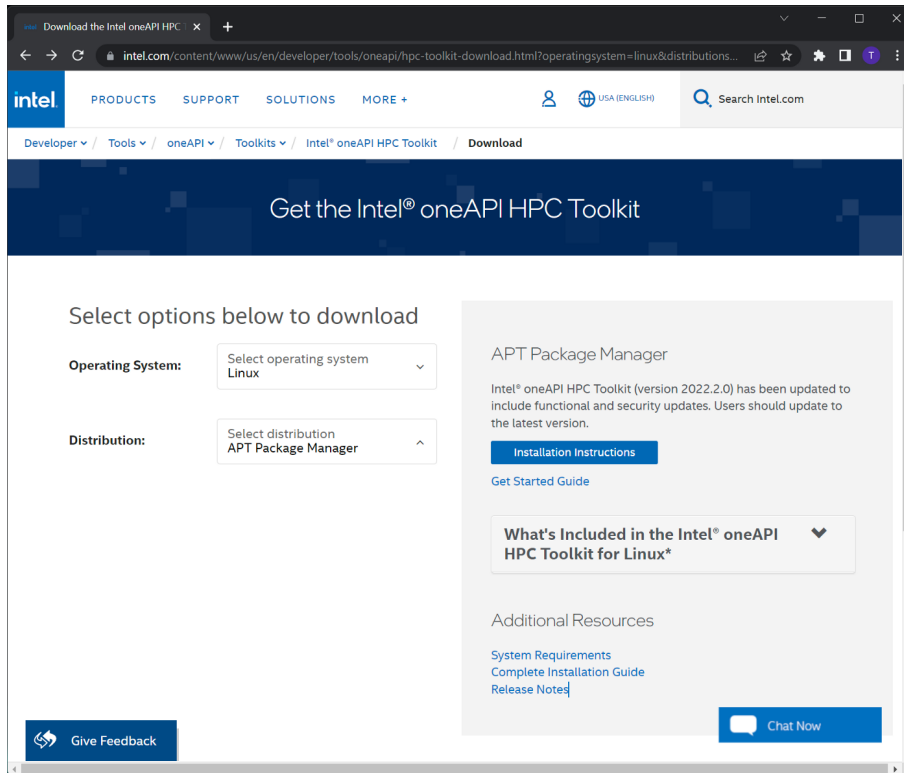 Download the Intel oneAPI HPC T
intel.com/content/www/us/en/developer/tools/oneapi/hpc-toolkit-download.html?operatingsystem=linux&distributions...
T
intel.
PRODUCTS SUPPORT SOLUTIONS MORE +
USA (ENGLISH)
Search Intel.com
Developer / Tools / oneAPI / Toolkits / Intel® oneAPI HPC Toolkit / Download
Get the Intel® oneAPI HPC Toolkit
Select options below to download
Operating System:
Select operating system
Linux
Distribution:
Select distribution
APT Package Manager
APT Package Manager
Intel® oneAPI HPC Toolkit (version 2022.2.0) has been updated to
include functional and security updates. Users should update to
the latest version.
Installation Instructions
Get Started Guide
What's Included in the Intel® oneAPI
HPC Toolkit for Linux*
Additional Resources
System Requirements
Complete Installation Guide
Release Notes
Give Feedback
Chat Now